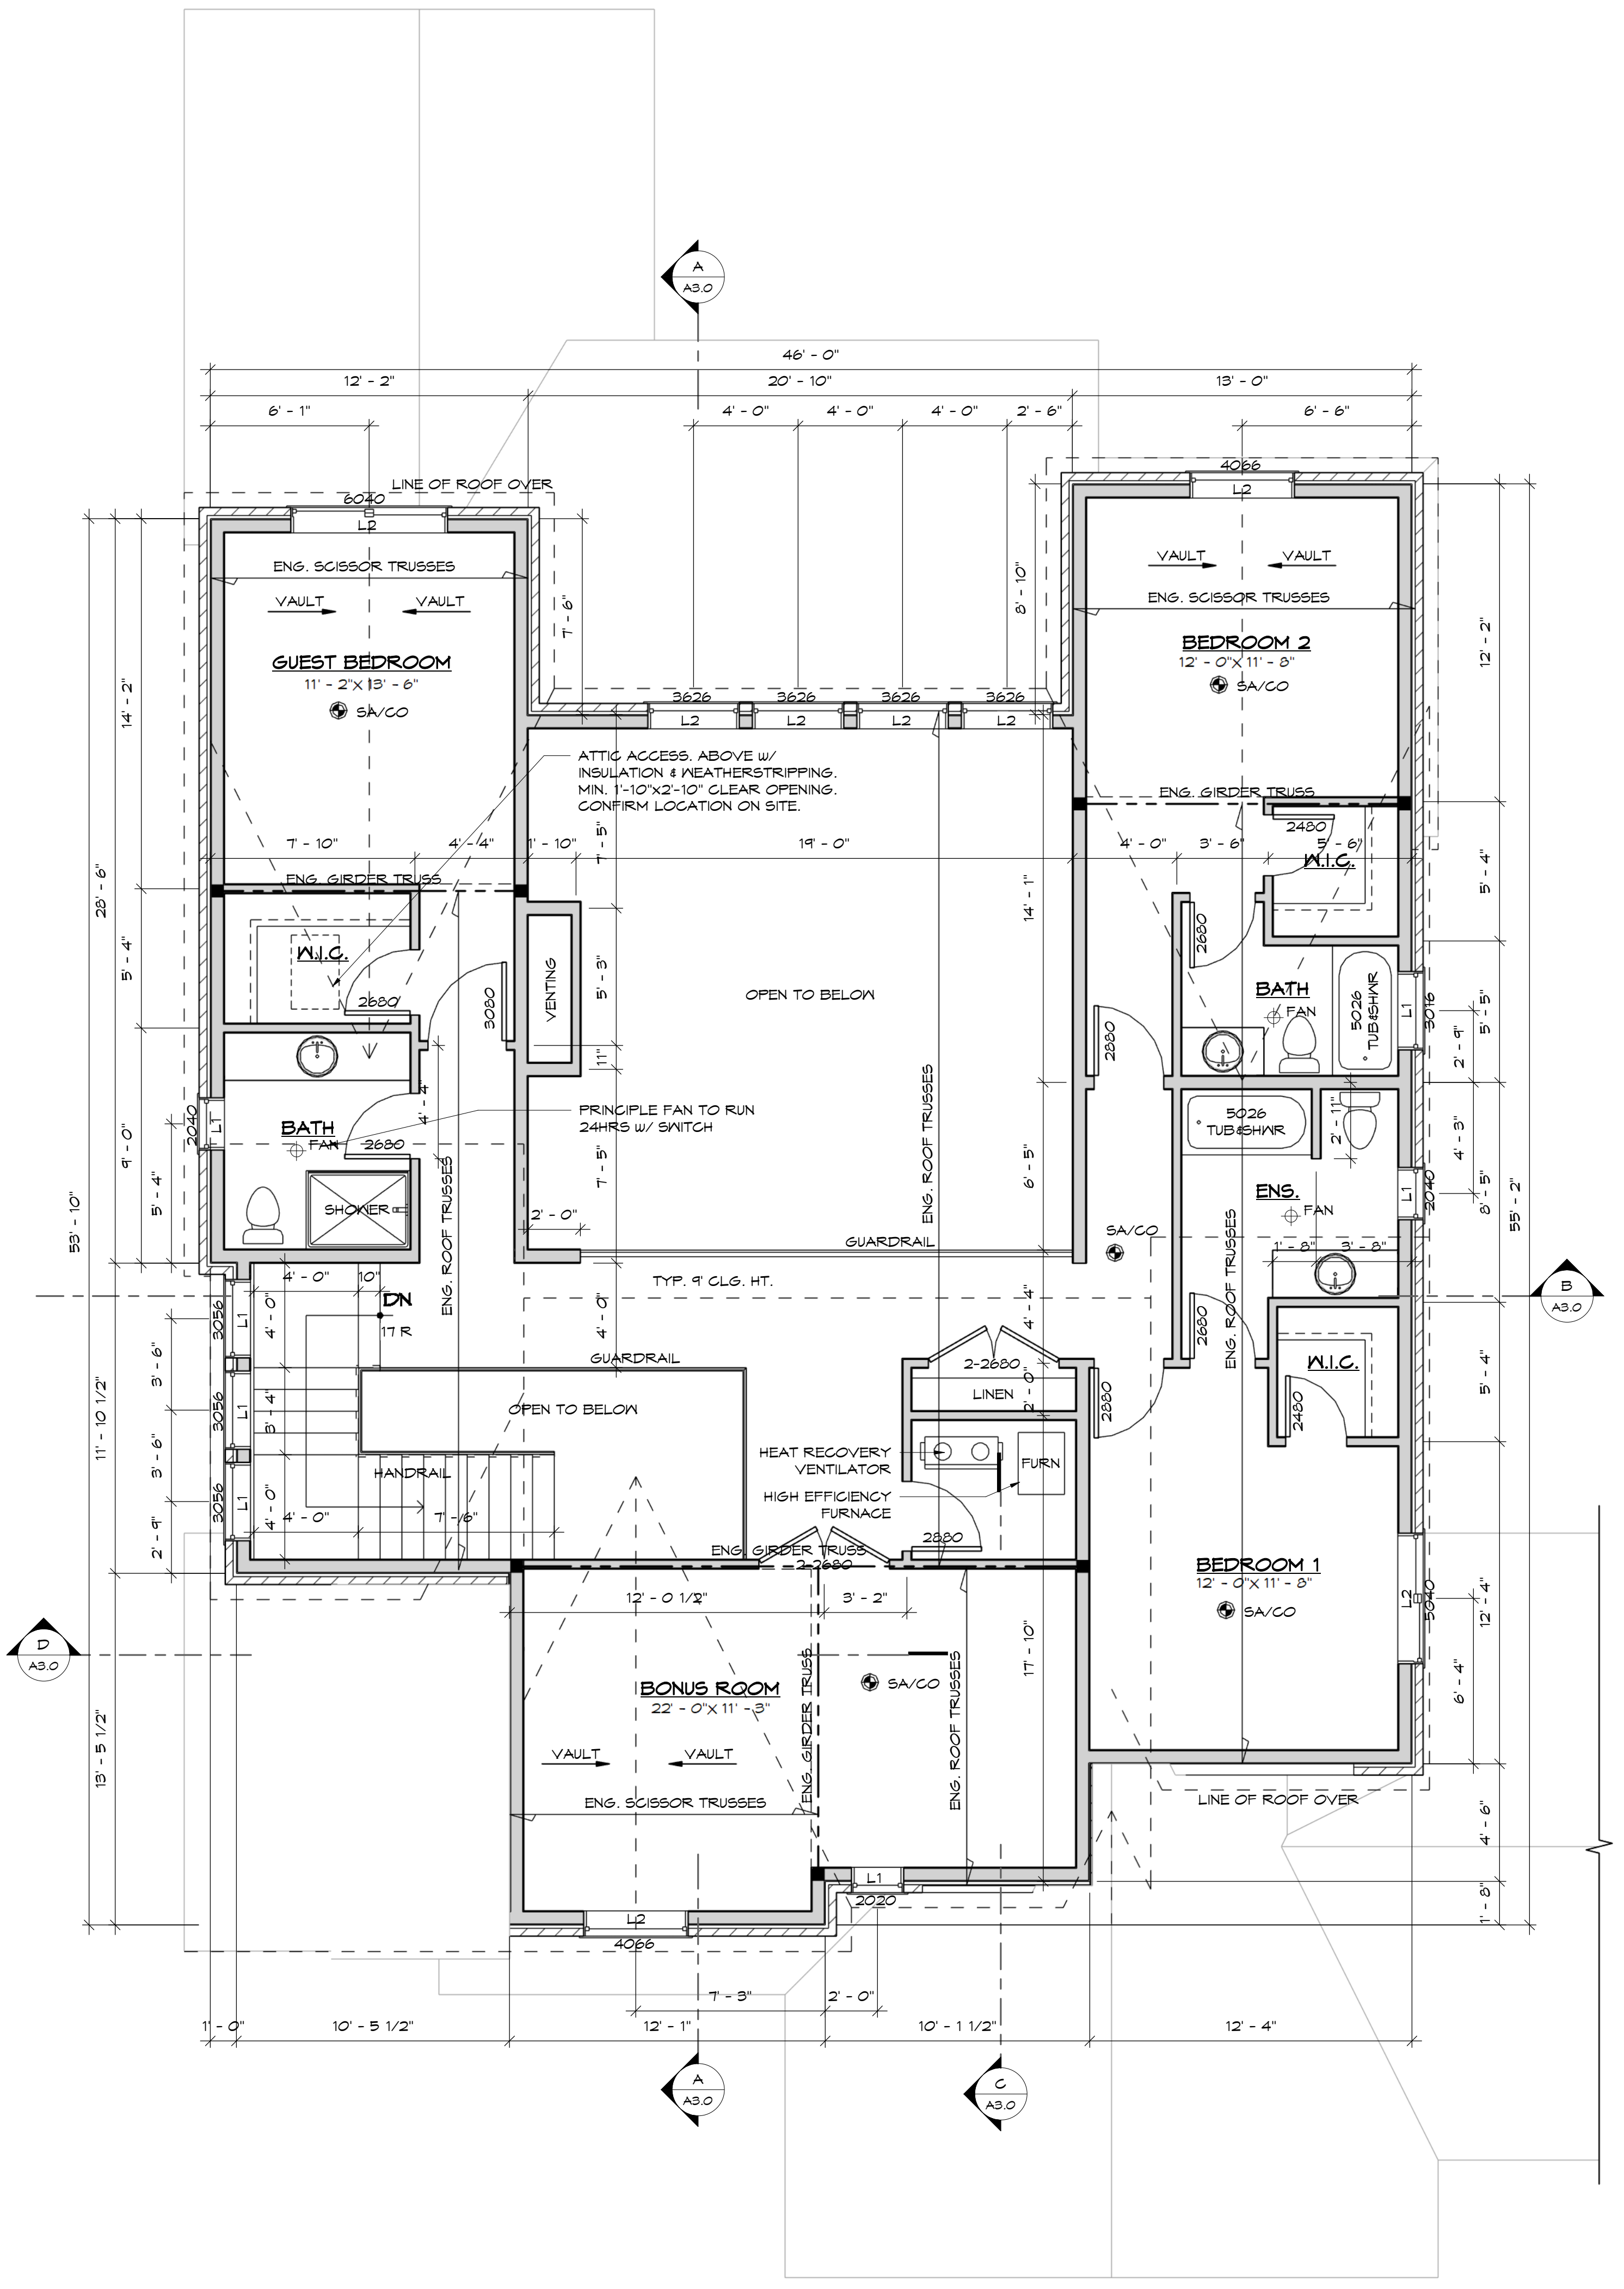 A
A3.0
46' - 0"
12' - 2"
20' - 10"
13' - 0"
6' - 1"
4' - 0"
4' - 0"
4' - 0"
2' - 6"
6' - 6"
LINE OF ROOF OVER
6040
L2
4066
L2
ENG. SCISSOR TRUSSES
VAULT
VAULT
GUEST BEDROOM
11' - 2"X 13' - 6"
SA/CO
7' - 6"
8' - 10"
VAULT
VAULT
ENG. SCISSOR TRUSSES
BEDROOM 2
12' - 0"X 11' - 8"
SA/CO
12' - 2"
14' - 2"
28' - 6"
53' - 10"
3626
3626
3626
3626
L2
L2
L2
L2
ATTIC ACCESS. ABOVE W/
INSULATION & WEATHERSTRIPPING.
MIN. 1'-10"x2'-10" CLEAR OPENING.
CONFIRM LOCATION ON SITE.
ENG. GIRDER TRUSS
7' - 10"
4' - 4"
1' - 10"
7' - 5"
19' - 0"
4' - 0"
3' - 6"
5' - 6"
2480
W.I.C.
5' - 4"
ENG. GIRDER TRUSS
14' - 1"
W.I.C.
2680
3080
VENTING
5' - 3"
11"
OPEN TO BELOW
2680
BATH
FAN
5026
TUB&SHWR
L1
3016
5' - 5"
2' - 9"
2880
5' - 4"
9' - 0"
5' - 4"
2040
L1
BATH
FAN
2680
4' - 4"
PRINCIPLE FAN TO RUN
24HRS W/ SWITCH
SHOWER
ENG. ROOF TRUSSES
7' - 5"
2' - 0"
ENG. ROOF TRUSSES
6' - 5"
5026
TUB&SHWR
2' - 11"
ENS.
FAN
L1
2040
4' - 3"
8' - 5"
55' - 2"
SA/CO
GUARDRAIL
TYP. 9' CLG. HT.
ENG. ROOF TRUSSES
1' - 8"
3' - 8"
B
A3.0
4' - 0"
10"
DN
17 R
4' - 0"
4' - 0"
4' - 4"
3056
L1
3' - 6"
3056
L1
3' - 4"
3' - 6"
3056
L1
4' - 0"
2' - 9"
11' - 10 1/2"
GUARDRAIL
OPEN TO BELOW
HANDRAIL
4' - 0"
7' - 6"
2-2680
LINEN
2' - 0"
2880
2680
W.I.C.
2480
5' - 4"
HEAT RECOVERY
VENTILATOR
HIGH EFFICIENCY
FURNACE
FURN
2880
ENG. GIRDER TRUSS
2-2680
BEDROOM 1
12' - 0"X 11' - 8"
SA/CO
L2
5040
12' - 4"
6' - 4"
12' - 0 1/2"
3' - 2"
17' - 10"
D
A3.0
BONUS ROOM
22' - 0"X 11' - 3"
SA/CO
ENG. GIRDER TRUSS
ENG. ROOF TRUSSES
VAULT
VAULT
ENG. SCISSOR TRUSSES
13' - 5 1/2"
LINE OF ROOF OVER
4' - 6"
1' - 8"
L1
2020
L2
4066
7' - 3"
2' - 0"
1' - 0"
10' - 5 1/2"
12' - 1"
10' - 1 1/2"
12' - 4"
A
A3.0
C
A3.0